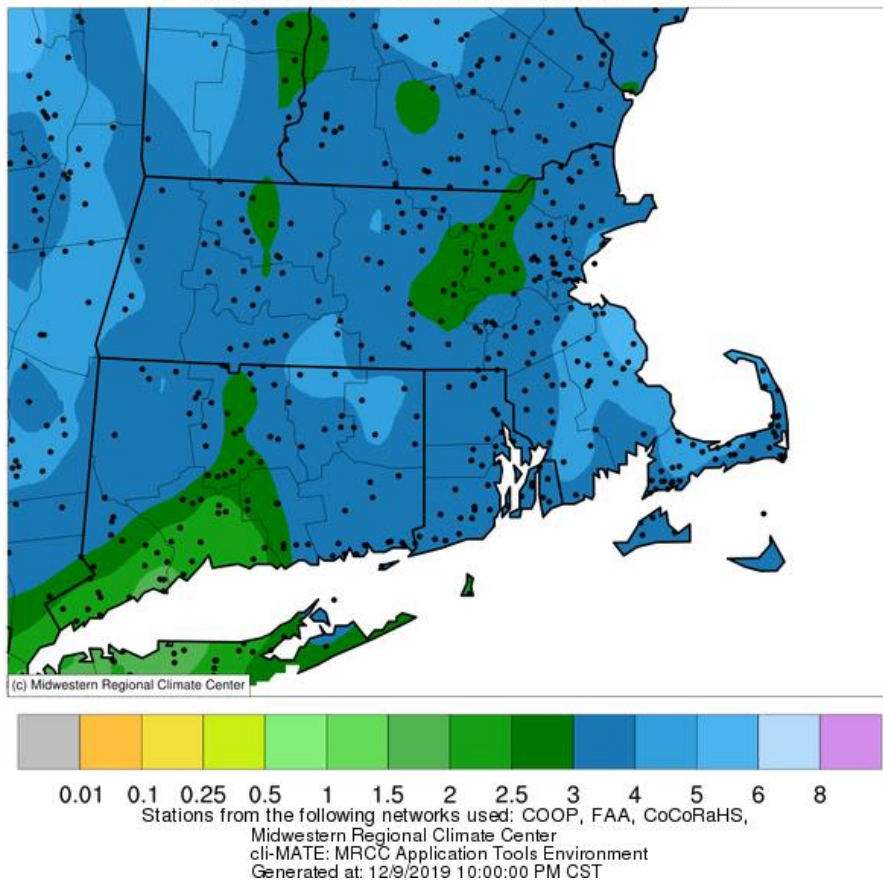 (c) Midwestern Regional Climate Center
0.01 0.1 0.25 0.5 1 1.5 2 2.5 3 4 5 6 8
Stations from the following networks used: COOP, FAA, CoCoRaHS,
Midwestern Regional Climate Center
cli-MATE: MRCC Application Tools Environment
Generated at: 12/9/2019 10:00:00 PM CST